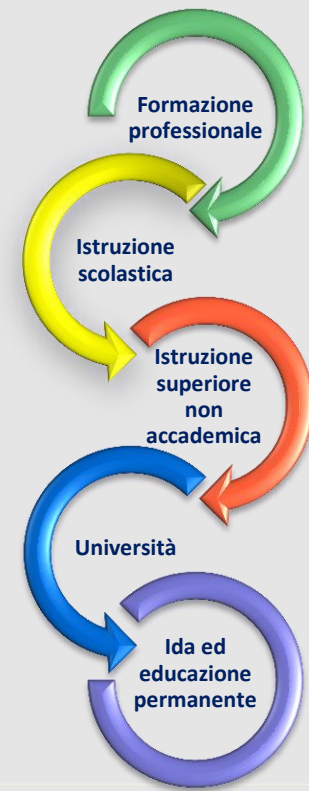 Formazione
professionale
Istruzione
scolastica
Istruzione
superiore
non
accademica
Università
Ida ed
educazione
permanente